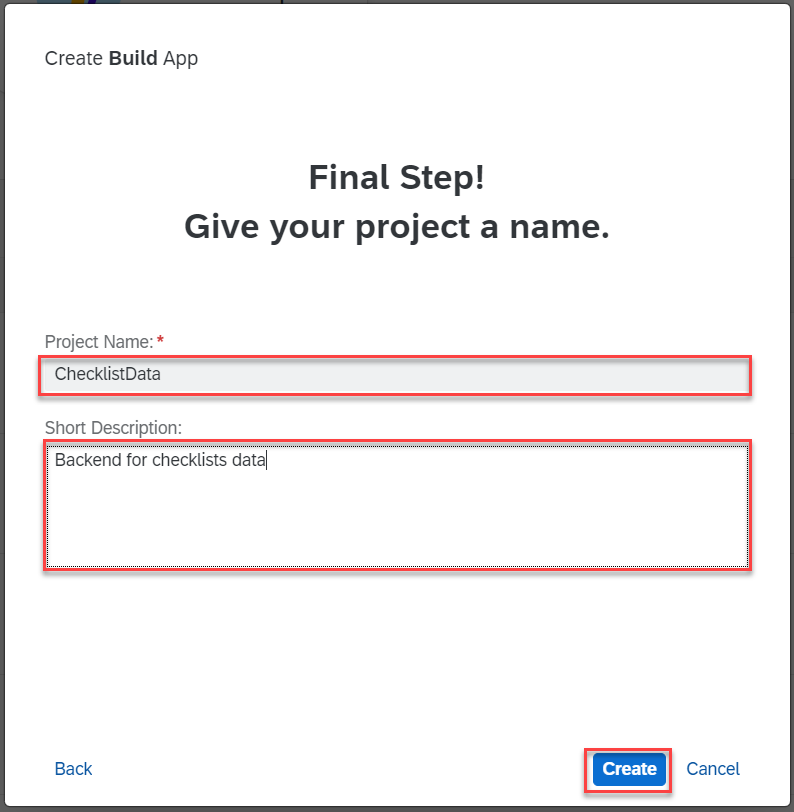 Create Build App
Final Step!
Give your project a name.
Project Name:*
ChecklistData
Short Description:
Backend for checklists data
Back
Create
Cancel